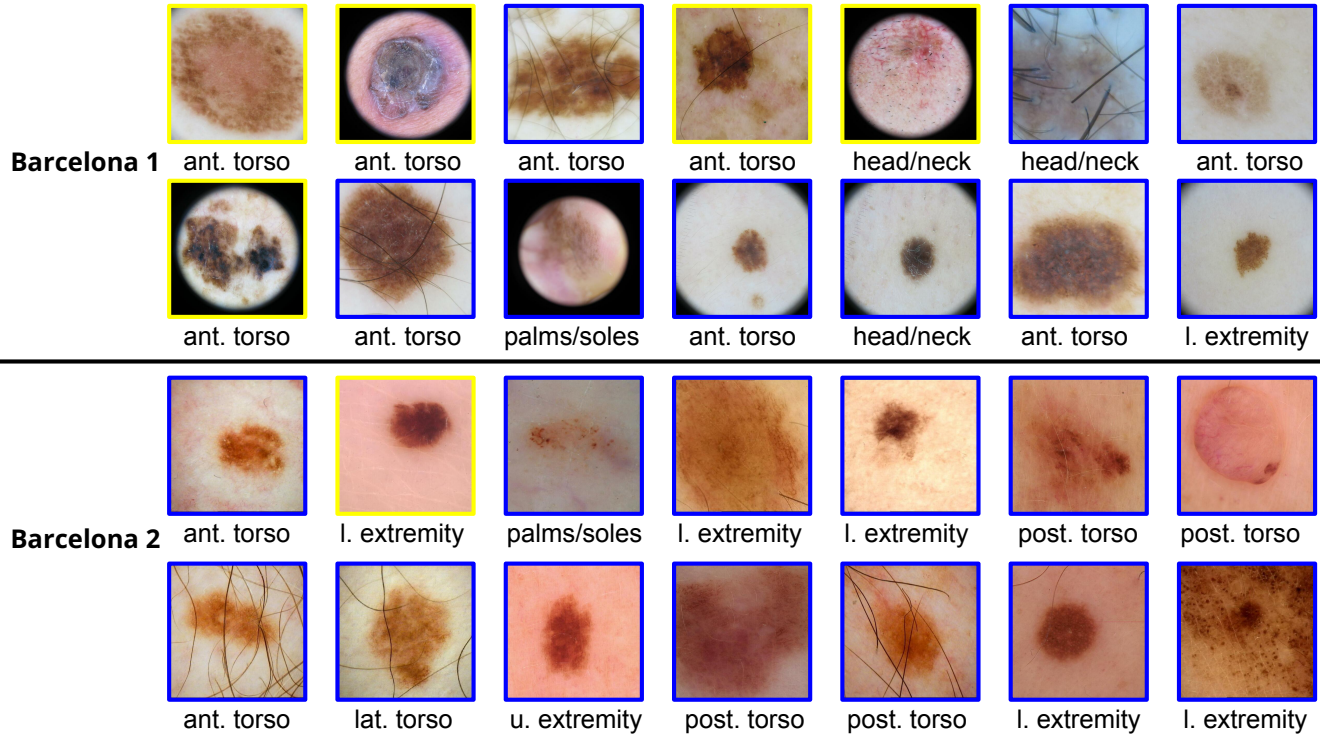 ant. torso ant. torso ant. torso ant. torso head/neck head/neck ant. torso
Barcelona 1
ant. torso ant. torso palms/soles ant. torso head/neck ant. torso l. extremity
ant. torso l. extremity palms/soles l. extremity l. extremity post. torso post. torso
Barcelona 2
ant. torso lat. torso u. extremity post. torso post. torso l. extremity l. extremity